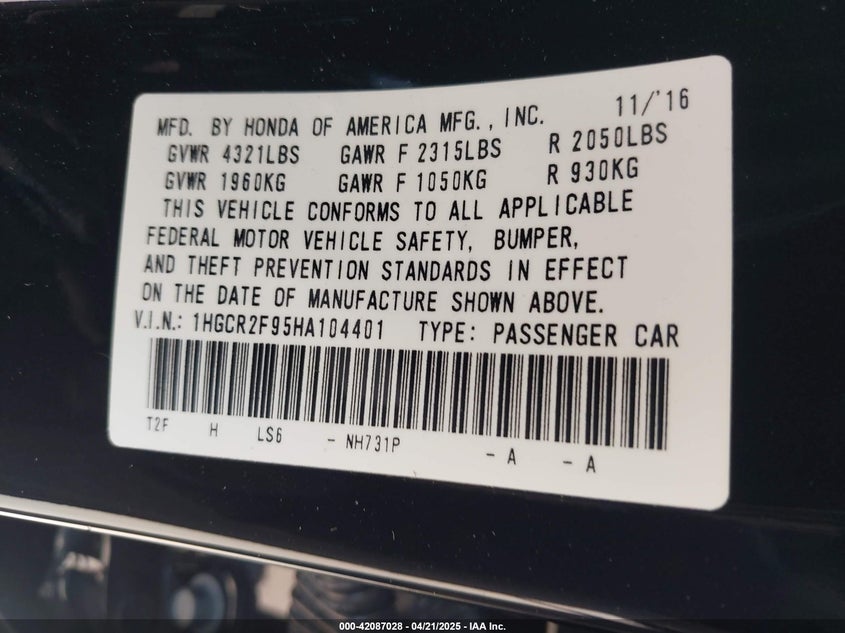 MFD. BY HONDA OF AMERICA MFG., INC. 11/'16
GVWR 4321LBS GAWR F 2315LBS R 2050LBS
GVWR 1960KG GAWR F 1050KG R 930KG
THIS VEHICLE CONFORMS TO ALL APPLICABLE
FEDERAL MOTOR VEHICLE SAFETY, BUMPER,
AND THEFT PREVENTION STANDARDS IN EFFECT
ON THE DATE OF MANUFACTURE SHOWN ABOVE.
V.I.N.: 1HGCR2F95HA104401 TYPE: PASSENGER CAR
T2F H LS6 - NH731P - A - A
000-42087028 - 04/21/2025 - IAA Inc.